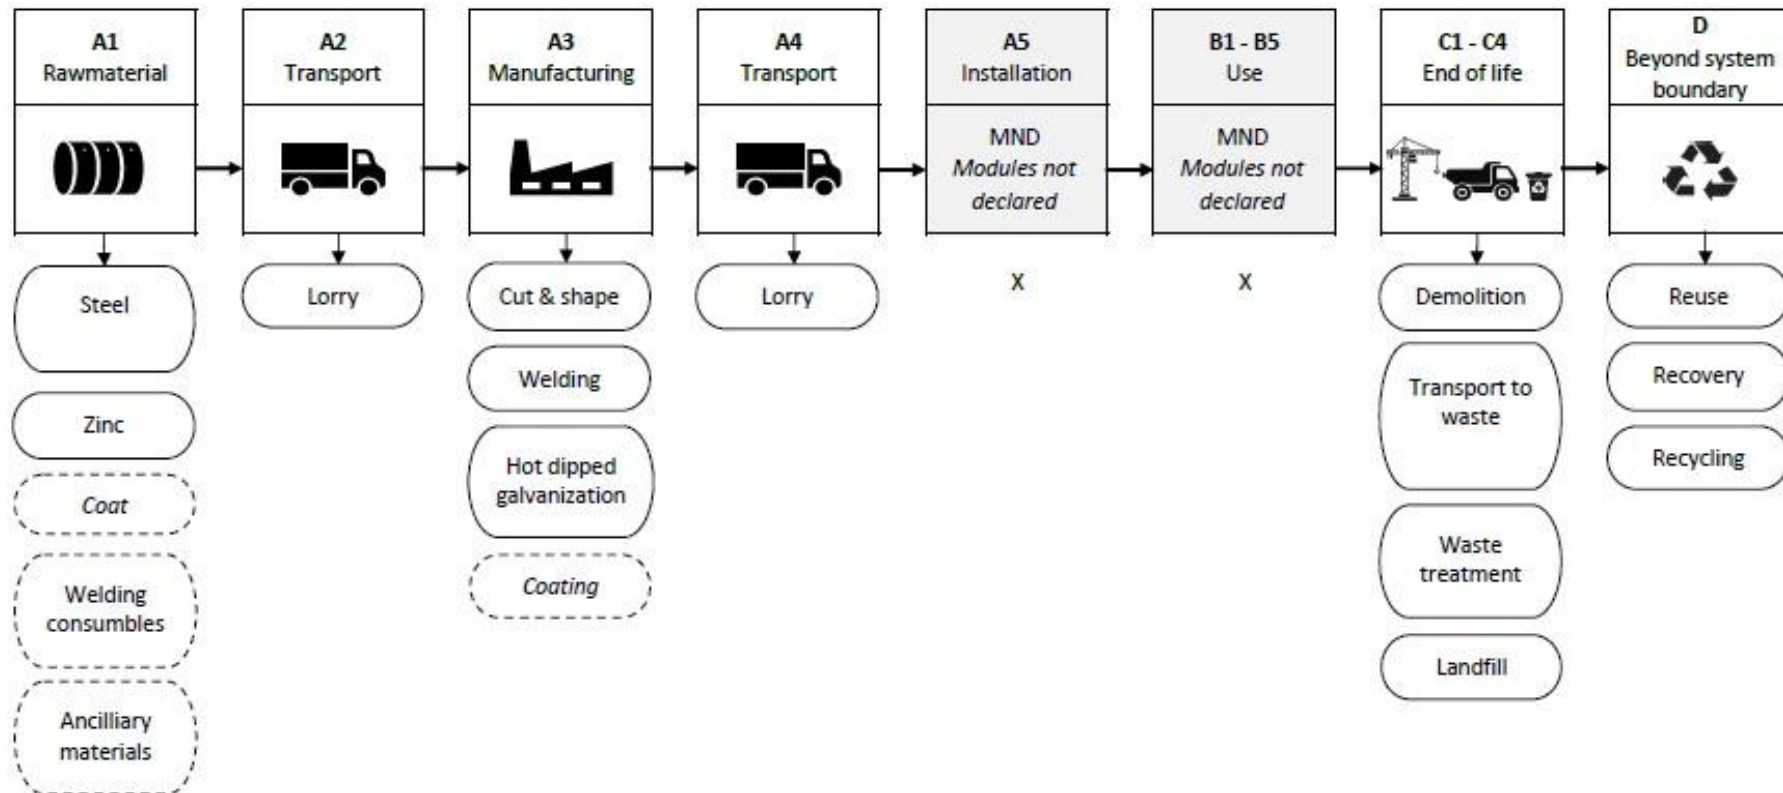 A1
Rawmaterial
A2
Transport
A3
Manufacturing
A4
Transport
A5
Installation
B1 - B5
Use
C1 - C4
End of life
D
Beyond system
boundary
MND
Modules not
declared
MND
Modules not
declared
Steel
Zinc
Coat
Welding
consumbles
Ancilliary
materials
Lorry
Cut & shape
Welding
Hot dipped
galvanization
Coating
Lorry
X
X
Demolition
Transport to
waste
Waste
treatment
Landfill
Reuse
Recovery
Recycling